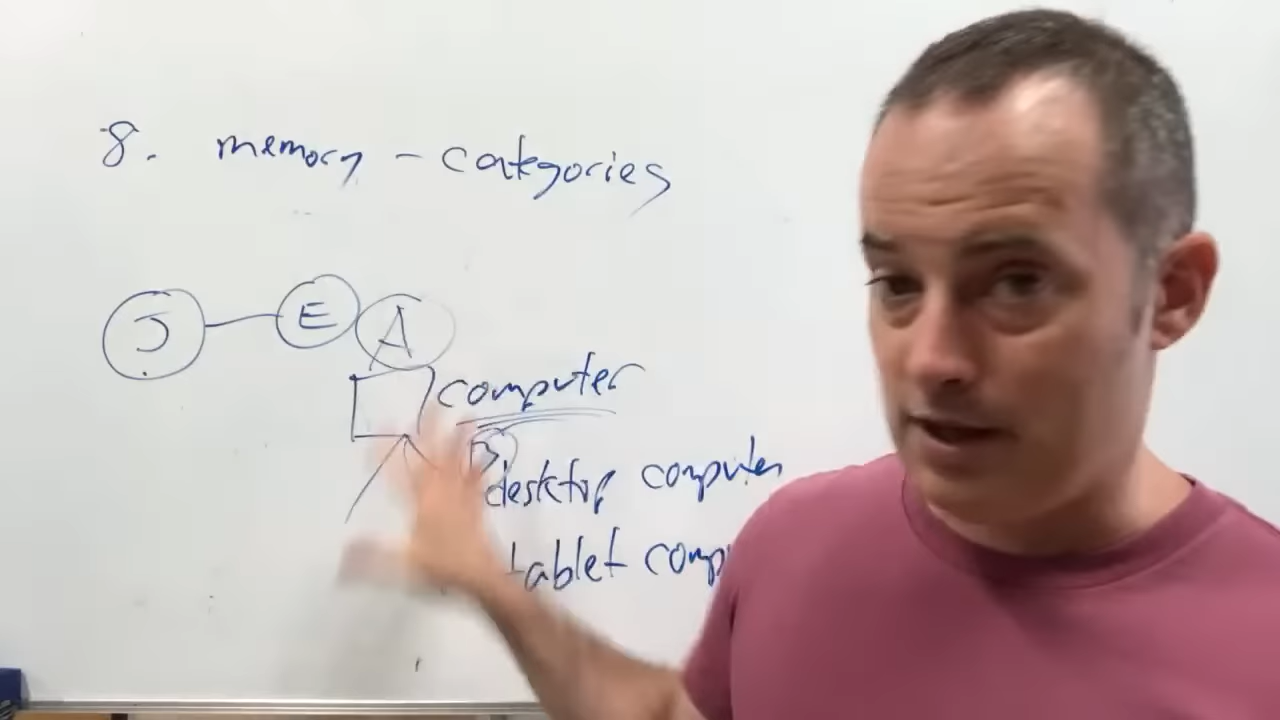 8. memory - categories
J E A
computer
B
desktop computer
tablet